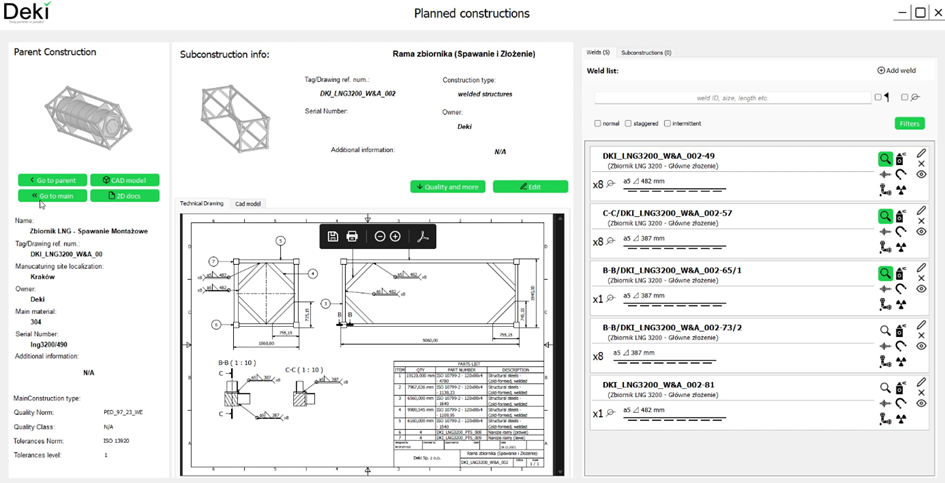 Deki
Planned constructions
Parent Construction
Go to parent
CAD model
Go to main
2D docs
Name:
Zbiornik LNG - Spawanie Montażowe
Tag/Drawing ref. num.:
DKI_LNG3200_W&A_00
Manucaturing site localization:
Kraków
Owner:
Deki
Main material:
304
Serial Number:
lng3200/490
Additional information:
N/A
MainConstruction type:
Quality Norm: PED_97_23_WE
Quality Class: N/A
Tolerances Norm: ISO 13920
Tolerances level: 1
Subconstruction info:
Rama zbiornika (Spawanie i Złożenie)
Tag/Drawing ref. num.:
DKI_LNG3200_W&A_002
Serial Number:
Construction type:
welded structures
Owner:
Deki
Additional information:
N/A
Quality and more
Edit
Technical Drawing
Cad model
B-B ( 1 : 10 )
C-C ( 1 : 10 )
PARTS LIST
ITEM QTY PART NUMBER DESCRIPTION
Rama zbiornika (Spawanie i Złożenie)
Deki Sp. z o.o.
DKI_LNG3200_W&A_002
Welds (5)
Subconstructions (0)
Weld list:
Add weld
weld ID, size, length etc
normal
staggered
intermittent
Filters
DKI_LNG3200_W&A_002-49
(Zbiornik LNG - Główne złożenie)
x8
a5 482 mm
C-C/DKI_LNG3200_W&A_002-57
(Zbiornik LNG - Główne złożenie)
x8
a5 387 mm
B-B/DKI_LNG3200_W&A_002-65/1
(Zbiornik LNG - Główne złożenie)
x1
a5 387 mm
B-B/DKI_LNG3200_W&A_002-73/2
(Zbiornik LNG - Główne złożenie)
x8
a5 387 mm
DKI_LNG3200_W&A_002-81
(Zbiornik LNG - Główne złożenie)
x1
a5 482 mm